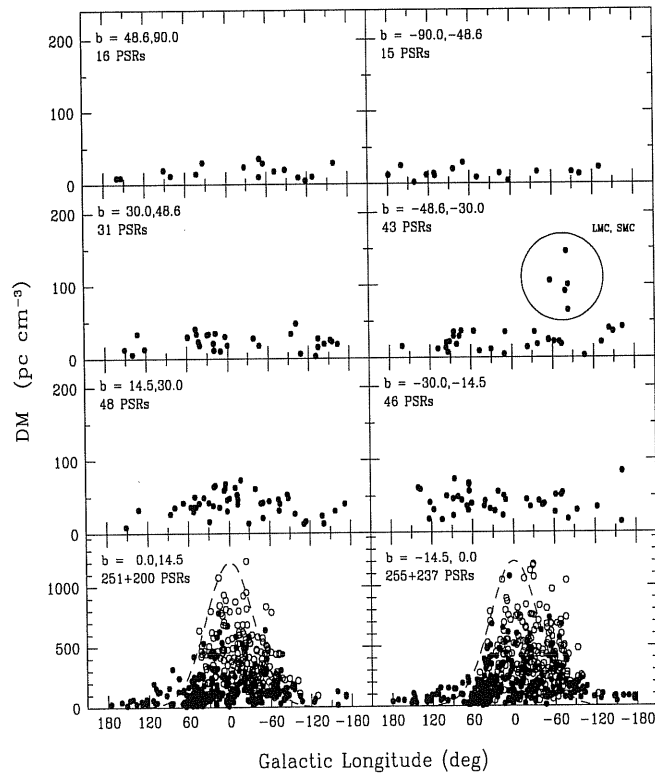 b = 48.6,90.0
16 PSRs
b = -90.0,-48.6
15 PSRs
200
100
0
b = 30.0,48.6
31 PSRs
b = -48.6,-30.0
43 PSRs
LMC, SMC
200
100
0
b = 14.5,30.0
48 PSRs
b = -30.0,-14.5
46 PSRs
200
100
0
b = 0.0,14.5
251+200 PSRs
b = -14.5, 0.0
255+237 PSRs
1000
500
0
180 120 60 0 -60 -120 -180
180 120 60 0 -60 -120 -180
DM (pc cm⁻³)
Galactic Longitude (deg)